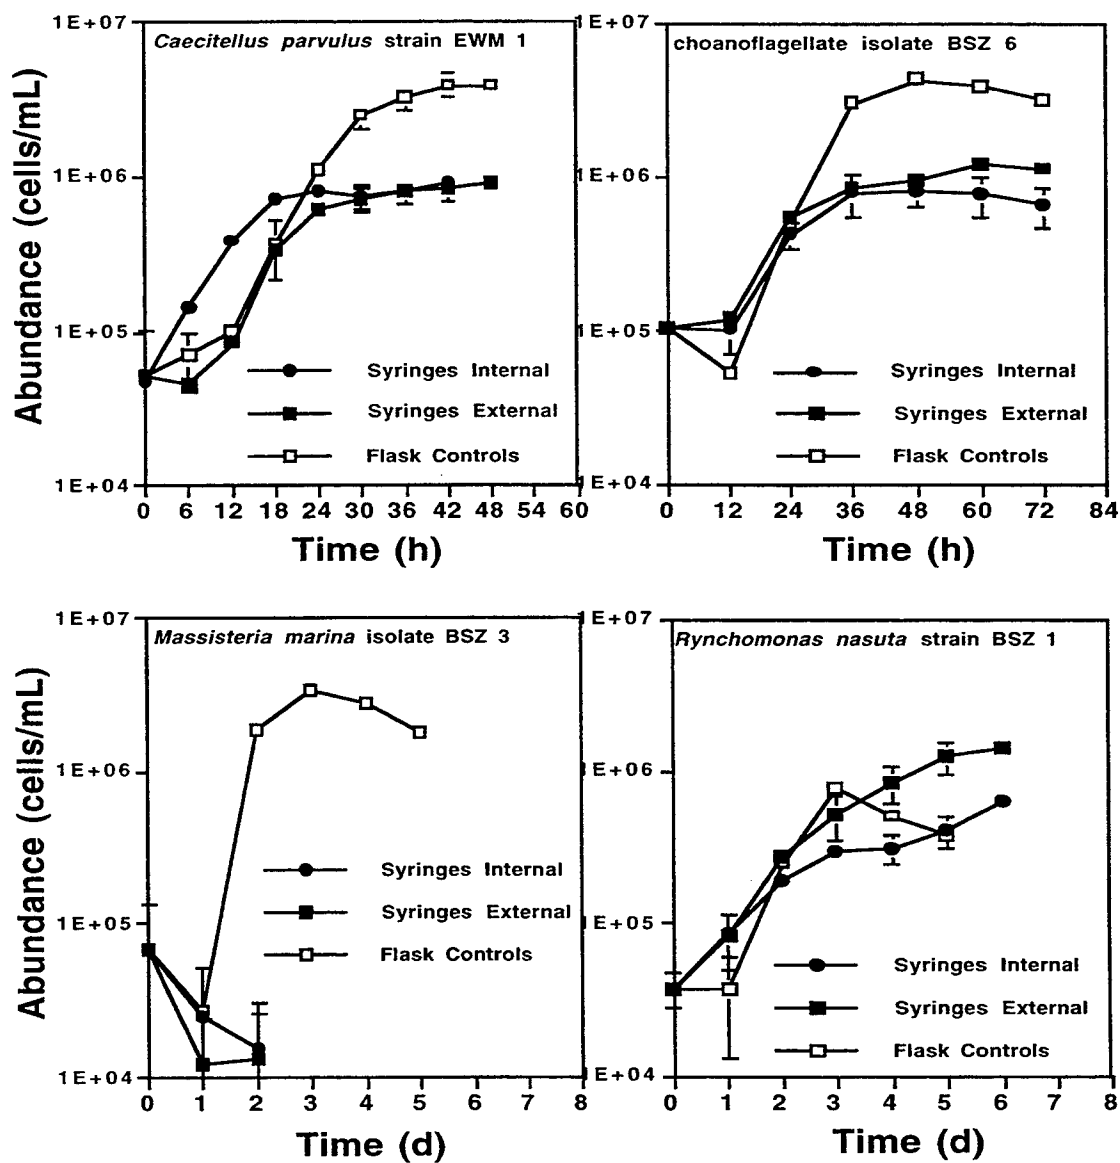 1E+07
Caecitellus parvulus strain EWM 1
1E+06
1E+05
1E+04
Abundance (cells/mL)
Syringes Internal
Syringes External
Flask Controls
0 6 12 18 24 30 36 42 48 54 60
Time (h)
1E+07
choanoflagellate isolate BSZ 6
1E+06
1E+05
1E+04
Syringes Internal
Syringes External
Flask Controls
0 12 24 36 48 60 72 84
Time (h)
1E+07
Massisteria marina isolate BSZ 3
1E+06
1E+05
1E+04
Abundance (cells/mL)
Syringes Internal
Syringes External
Flask Controls
0 1 2 3 4 5 6 7 8
Time (d)
1E+07
Rynchomonas nasuta strain BSZ 1
1E+06
1E+05
1E+04
Syringes Internal
Syringes External
Flask Controls
0 1 2 3 4 5 6 7 8
Time (d)